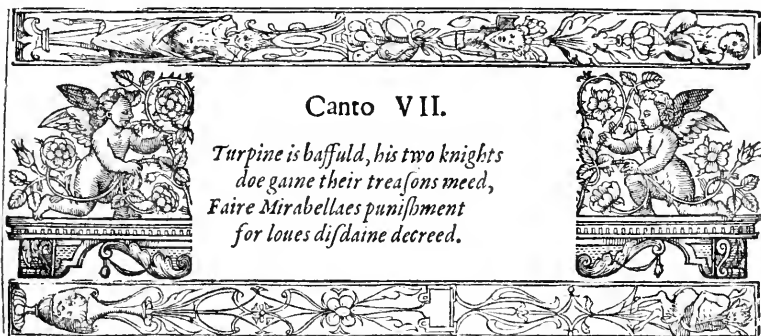 Canto VII.
Turpine is baffuld, his two knights
doe gaine their treaſons meed,
Faire Mirabellaes puniſhment
for loues diſdaine decreed.